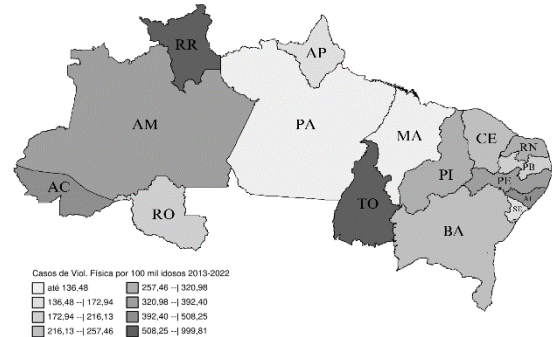 RR
AP
AM
PA
MA
CE
RN
PB
PI
PE
AC
AL
SE
RO
TO
BA
Casos de Viol. Física por 100 mil idosos 2013-2022
até 136,48
136,48 --| 172,94
172,94 --| 216,13
216,13 --| 257,46
257,46 --| 320,98
320,98 --| 392,40
392,40 --| 508,25
508,25 --| 999,81